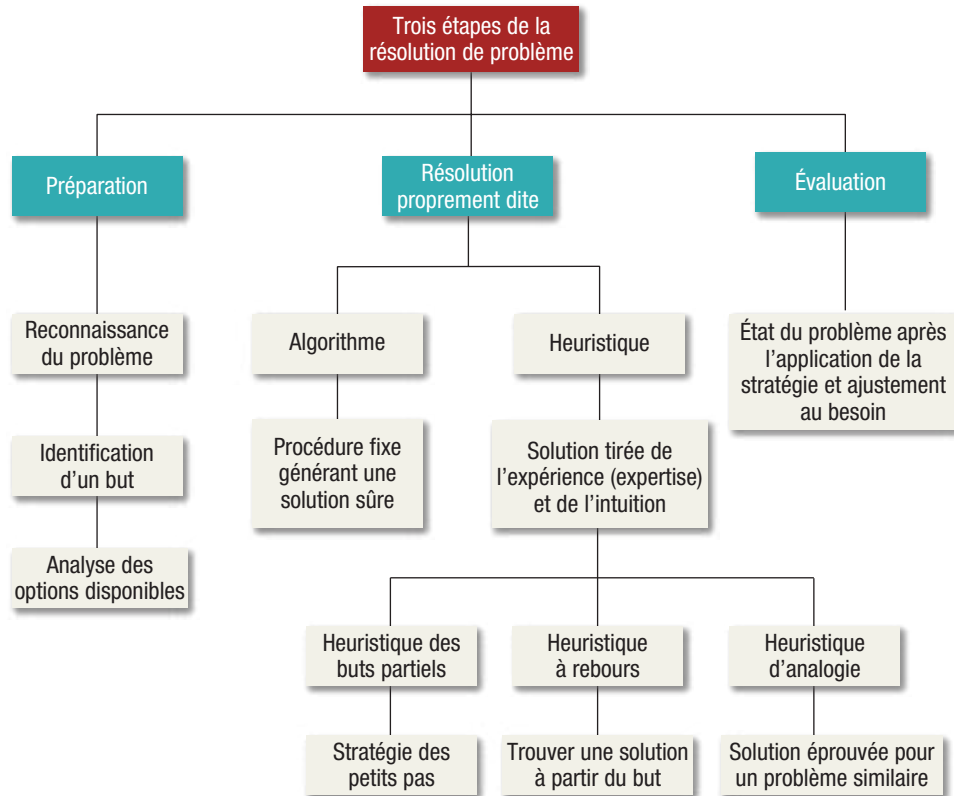 Trois étapes de la
résolution de problème
Préparation
Résolution
proprement dite
Évaluation
Reconnaissance
du problème
Algorithme
Heuristique
État du problème après
l’application de la
stratégie et ajustement
au besoin
Identification
d’un but
Procédure fixe
générant une
solution sûre
Solution tirée de
l’expérience (expertise)
et de l’intuition
Analyse des
options disponibles
Heuristique des
buts partiels
Heuristique
à rebours
Heuristique
d’analogie
Stratégie des
petits pas
Trouver une solution
à partir du but
Solution éprouvée pour
un problème similaire